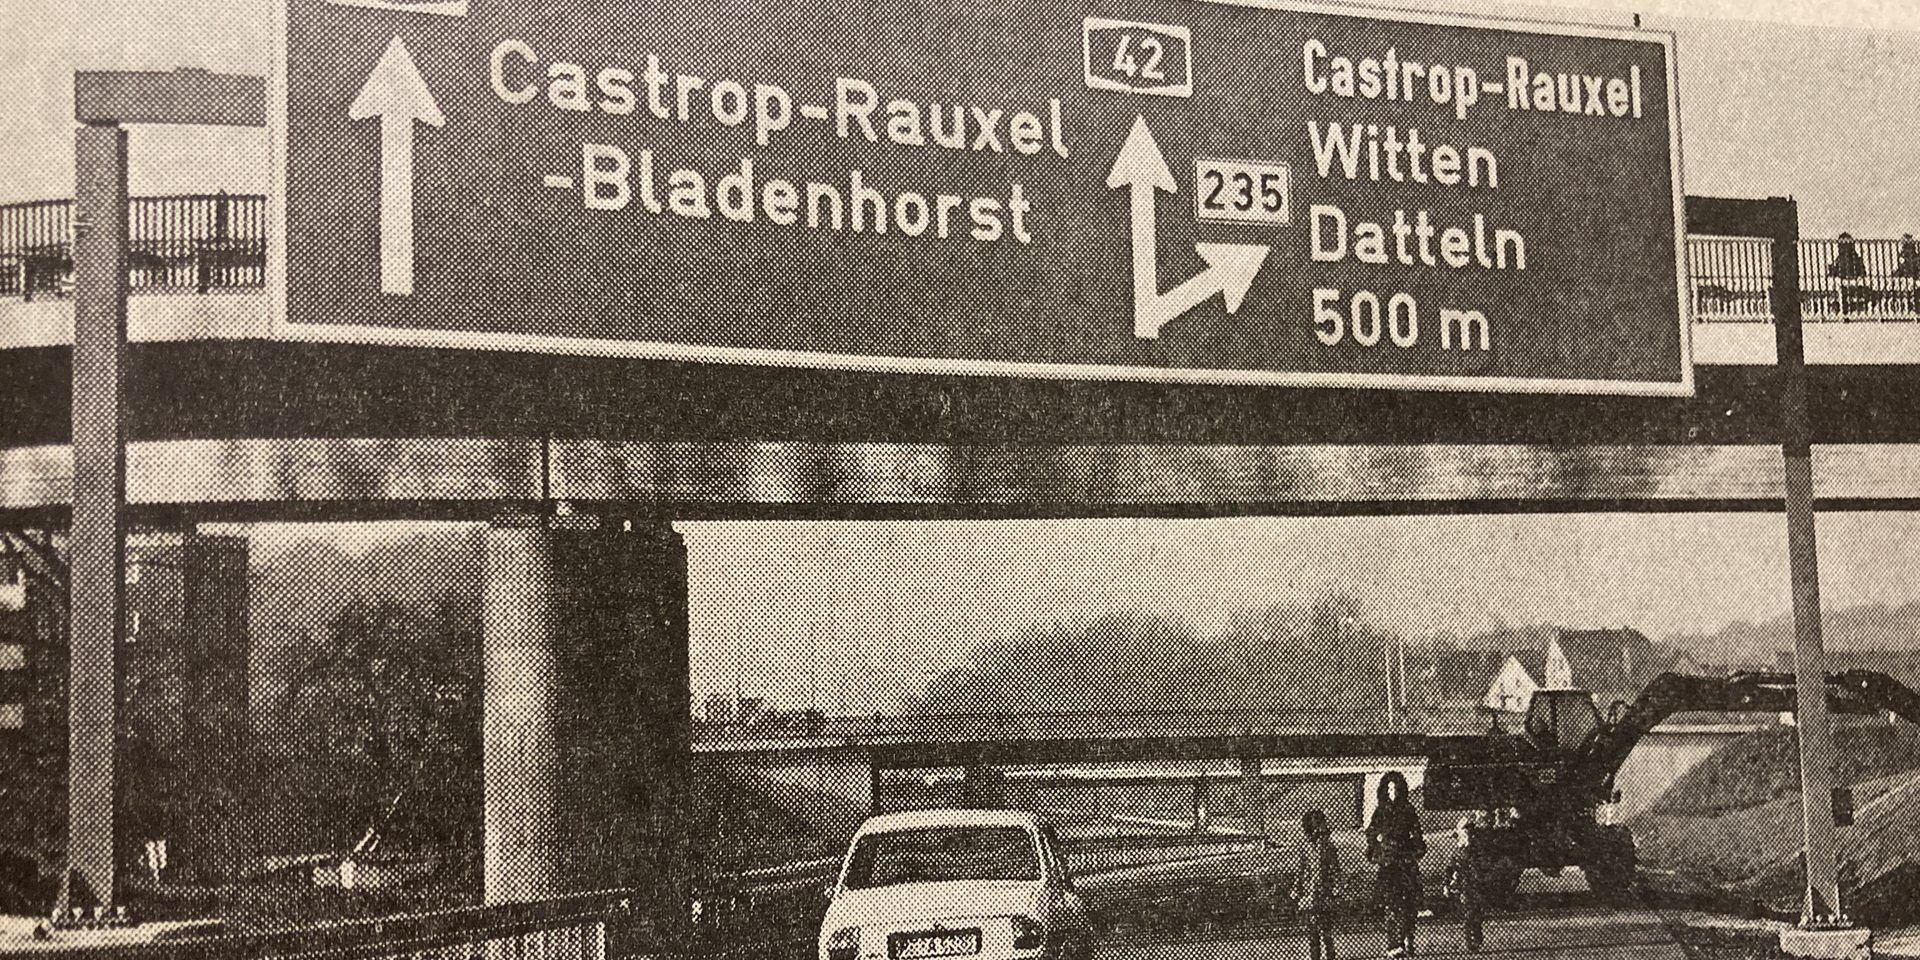 Castrop-Rauxel
-Bladenhorst
42
235
Castrop-Rauxel
Witten
Datteln
500 m